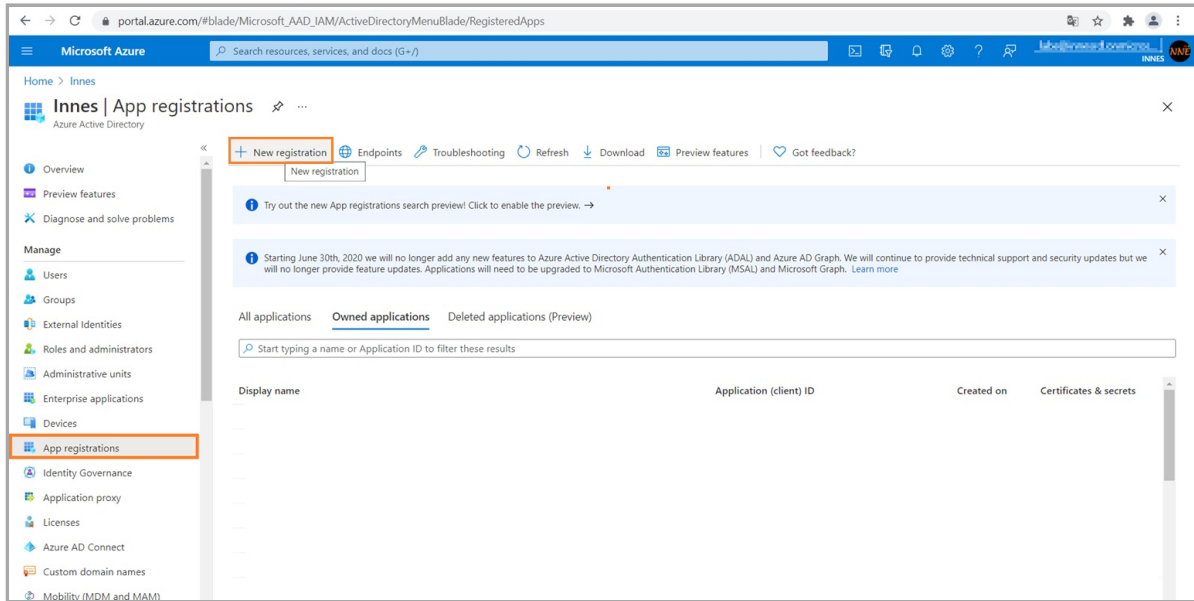 portal.azure.com/#blade/Microsoft_AAD_IAM/ActiveDirectoryMenuBlade/RegisteredApps
Microsoft Azure
Search resources, services, and docs (G+/)
INNES
NNE
Home > Innes
Innes | App registrations
Azure Active Directory
New registration
Endpoints
Troubleshooting
Refresh
Download
Preview features
Got feedback?
New registration
Overview
Preview features
Diagnose and solve problems
Manage
Users
Groups
External Identities
Roles and administrators
Administrative units
Enterprise applications
Devices
App registrations
Identity Governance
Application proxy
Licenses
Azure AD Connect
Custom domain names
Mobility (MDM and MAM)
Try out the new App registrations search preview! Click to enable the preview. →
Starting June 30th, 2020 we will no longer add any new features to Azure Active Directory Authentication Library (ADAL) and Azure AD Graph. We will continue to provide technical support and security updates but we
will no longer provide feature updates. Applications will need to be upgraded to Microsoft Authentication Library (MSAL) and Microsoft Graph. Learn more
All applications
Owned applications
Deleted applications (Preview)
Start typing a name or Application ID to filter these results
Display name
Application (client) ID
Created on
Certificates & secrets